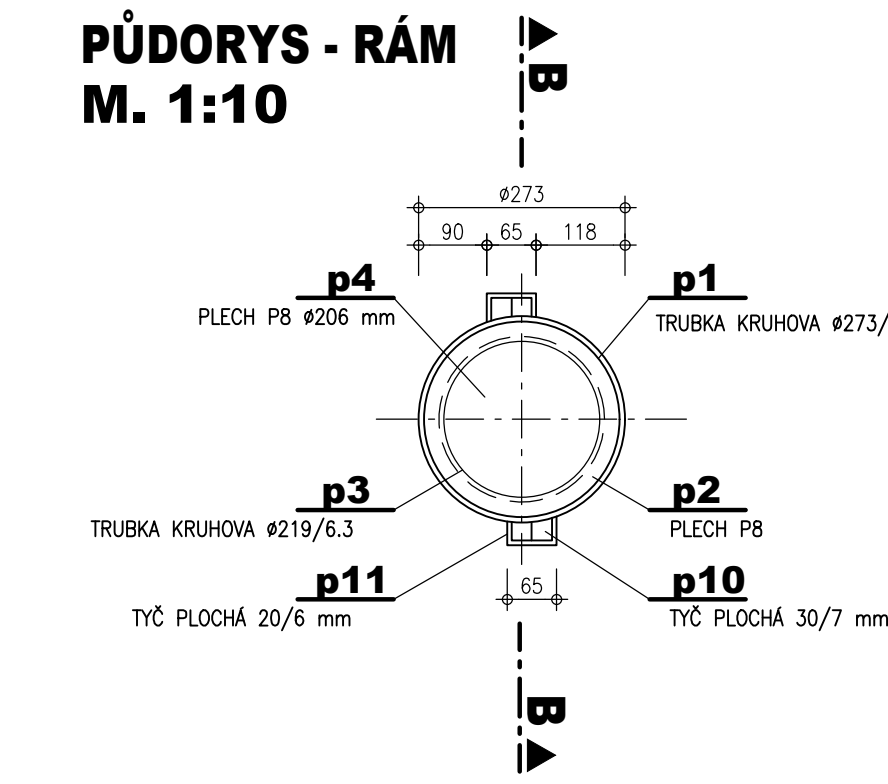 PŮDORYS - RÁM
M. 1:10
B
ø273
90 65 118
p4
PLECH P8 ø206 mm
p1
TRUBKA KRUHOVA ø273/
p3
TRUBKA KRUHOVA ø219/6.3
p2
PLECH P8
p11
TYČ PLOCHÁ 20/6 mm
65
p10
TYČ PLOCHÁ 30/7 mm
B